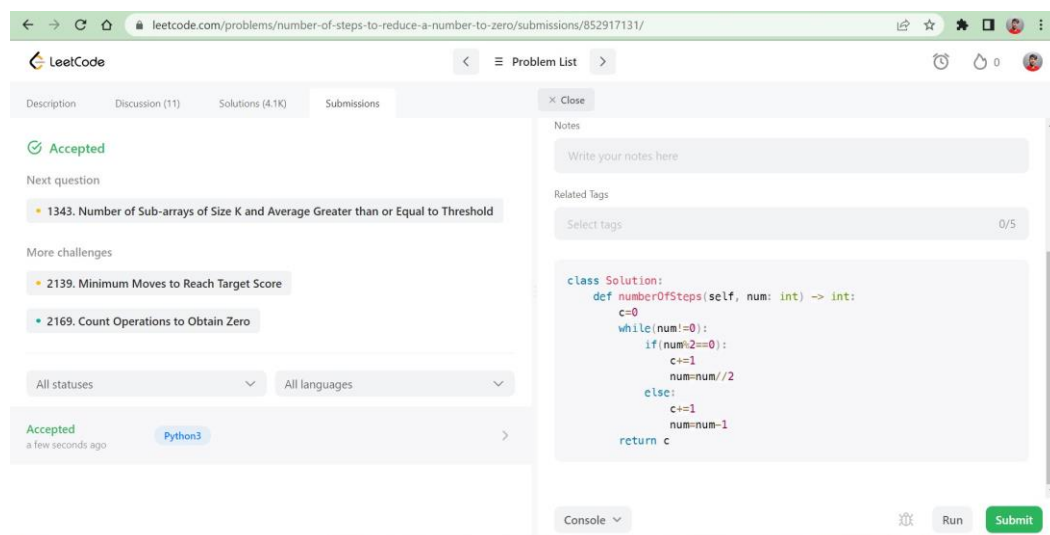 leetcode.com/problems/number-of-steps-to-reduce-a-number-to-zero/submissions/852917131/
LeetCode
Problem List
0
Description Discussion (11) Solutions (4.1K) Submissions
× Close
Accepted
Next question
1343. Number of Sub-arrays of Size K and Average Greater than or Equal to Threshold
More challenges
2139. Minimum Moves to Reach Target Score
2169. Count Operations to Obtain Zero
All statuses All languages
Accepted
a few seconds ago
Python3
Notes
Write your notes here
Related Tags
Select tags 0/5
class Solution:
    def numberOfSteps(self, num: int) -> int:
        c=0
        while(num!=0):
            if(num%2==0):
                c+=1
                num=num//2
            else:
                c+=1
                num=num-1
        return c
Console Run Submit